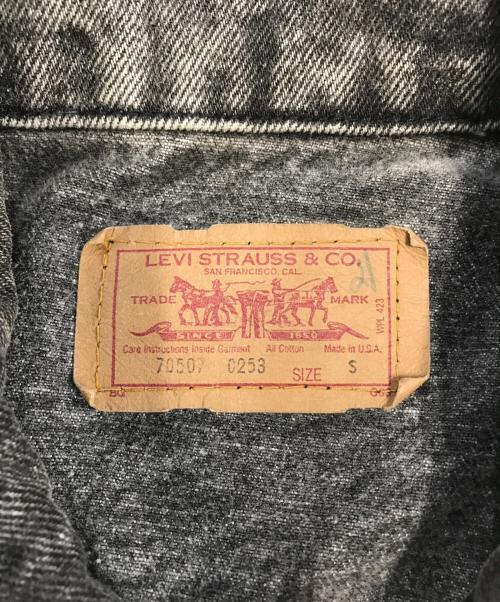 LEVI STRAUSS & CO.
SAN FRANCISCO, CAL.
TRADE MARK
WPL 423
SINCE 1850
Care Instructions Inside Garment All Cotton Made in U.S.A.
70507 0253 SIZE S